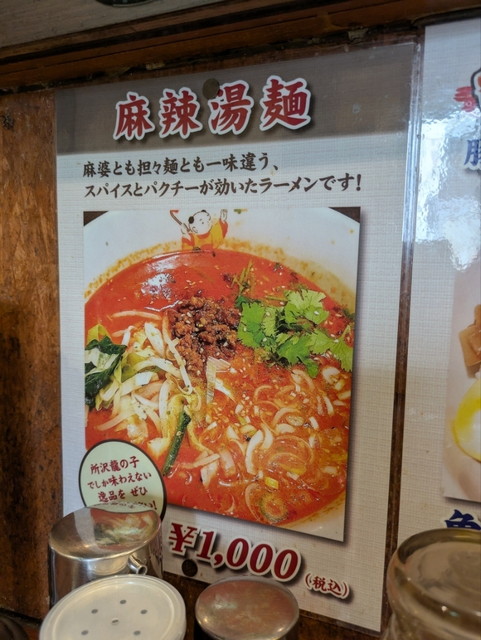 麻辣湯麺
麻婆とも担々麺とも一味違う、
スパイスとパクチーが効いたラーメンです!
所沢龍の子
でしか味わえない
逸品を ぜひ
¥1,000
(税込)